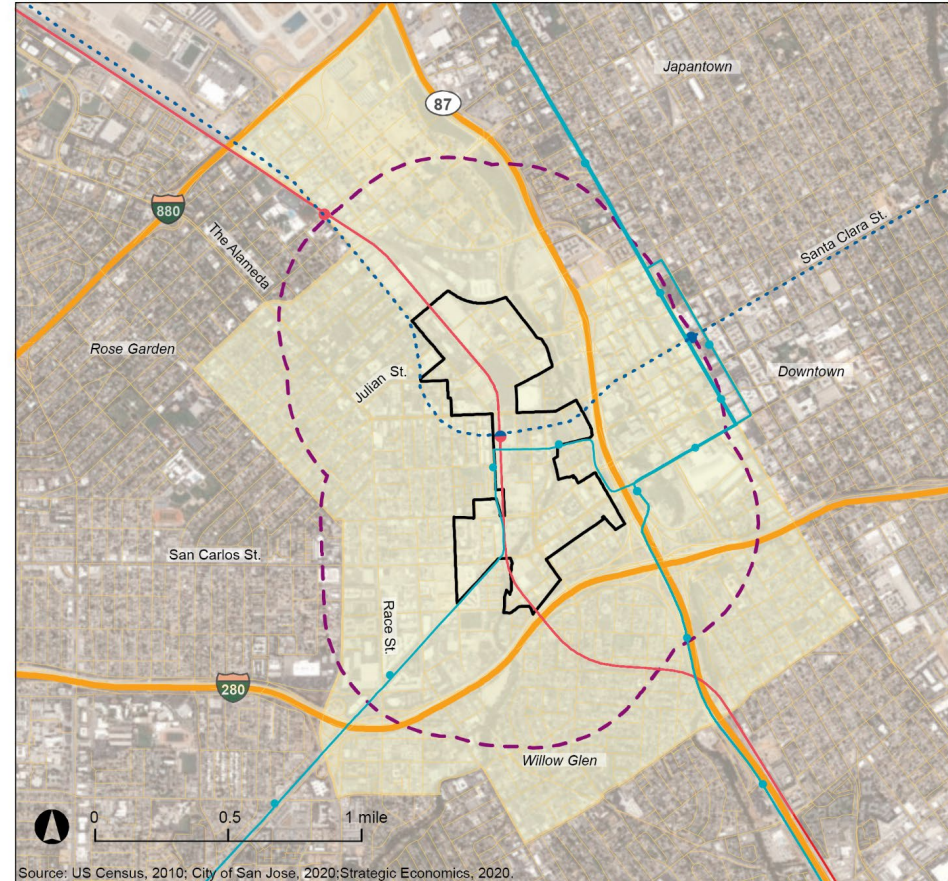 Japantown
87
880
The Alameda
Santa Clara St.
Rose Garden
Julian St.
Downtown
San Carlos St.
Race St.
280
Willow Glen
0 0.5 1 mile
Source: US Census, 2010; City of San Jose, 2020;Strategic Economics, 2020.